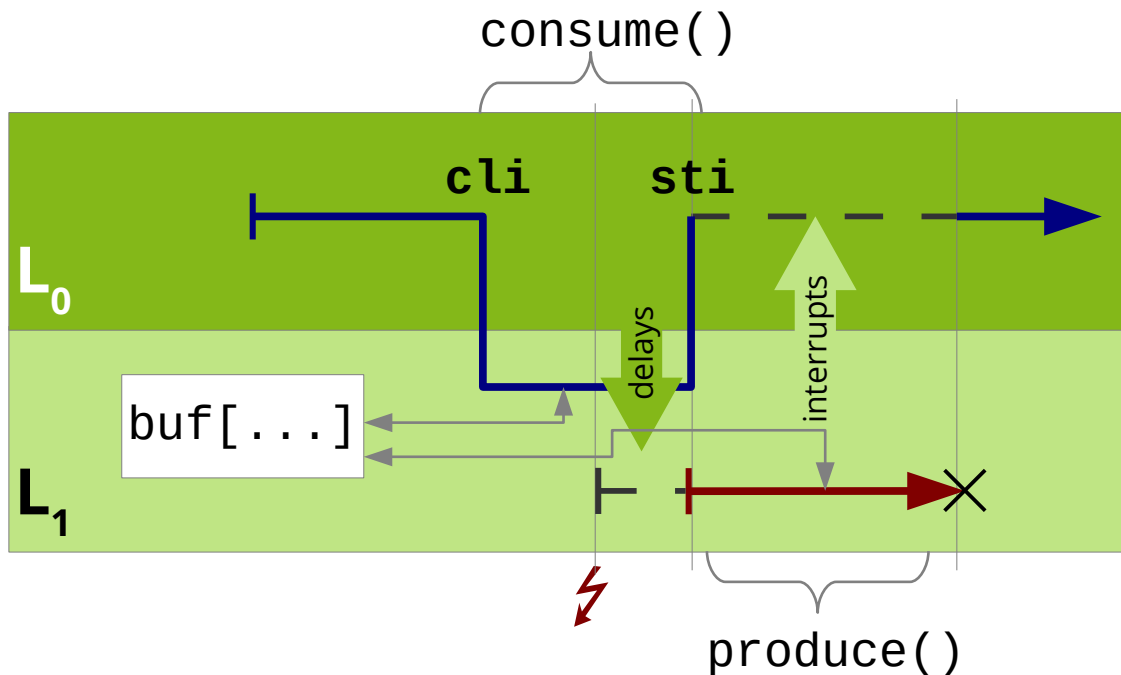 consume()
cli
sti
L0
delays
interrupts
buf[...]
L1
produce()